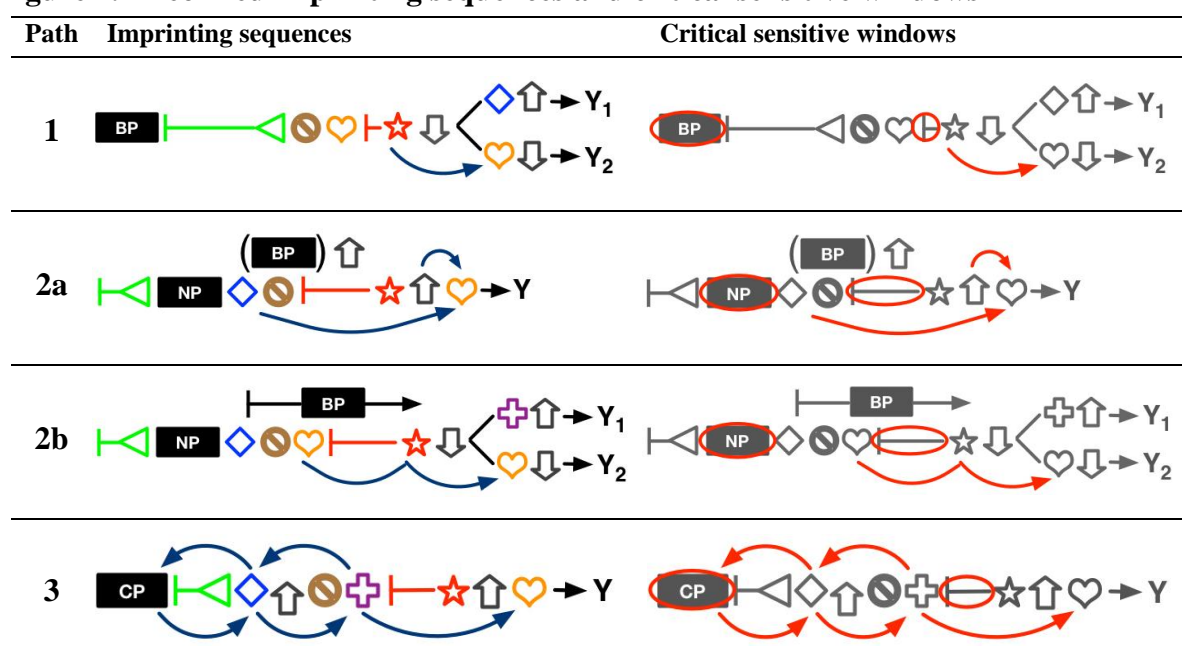 Path Imprinting sequences Critical sensitive windows
1 BP Y1 BP Y1
Y2 Y2
(BP) (BP)
2a NP Y NP Y
BP BP
2b NP Y1 NP Y1
Y2 Y2
3 CP Y CP Y